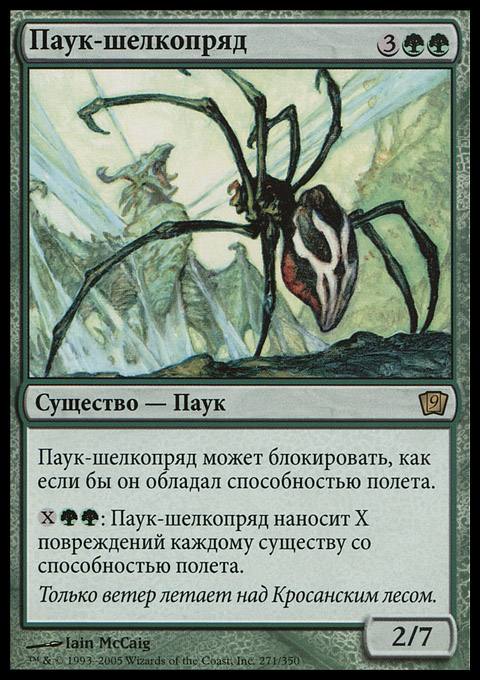 Паук-шелкопряд
3
Существо — Паук
9
Паук-шелкопряд может блокировать, как
если бы он обладал способностью полета.
X: Паук-шелкопряд наносит X
повреждений каждому существу со
способностью полета.
Только ветер летает над Кросанским лесом.
2/7
Iain McCaig
™ & © 1993–2005 Wizards of the Coast, Inc. 271/350